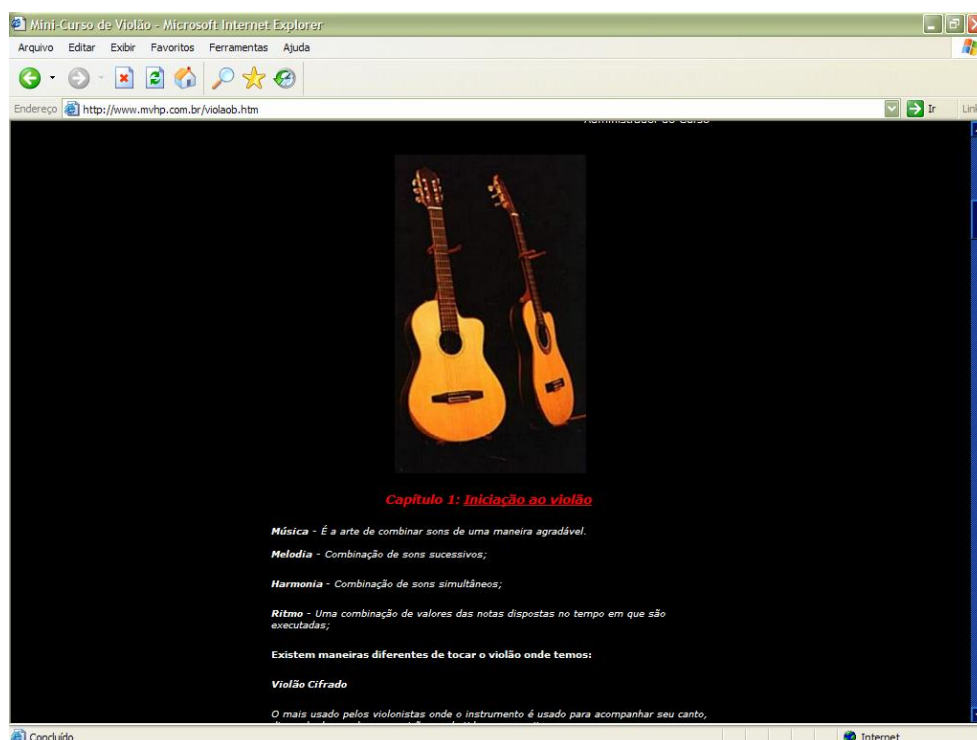 Mini-Curso de Violão - Microsoft Internet Explorer
Arquivo Editar Exibir Favoritos Ferramentas Ajuda
Endereço http://www.mvhp.com.br/violaob.htm Ir
Administrador do Curso
Capítulo 1: Iniciação ao violão
Música - É a arte de combinar sons de uma maneira agradável.
Melodia - Combinação de sons sucessivos;
Harmonia - Combinação de sons simultâneos;
Ritmo - Uma combinação de valores das notas dispostas no tempo em que são
executadas;
Existem maneiras diferentes de tocar o violão onde temos:
Violão Cifrado
O mais usado pelos violonistas onde o instrumento é usado para acompanhar seu canto,
Concluído Internet